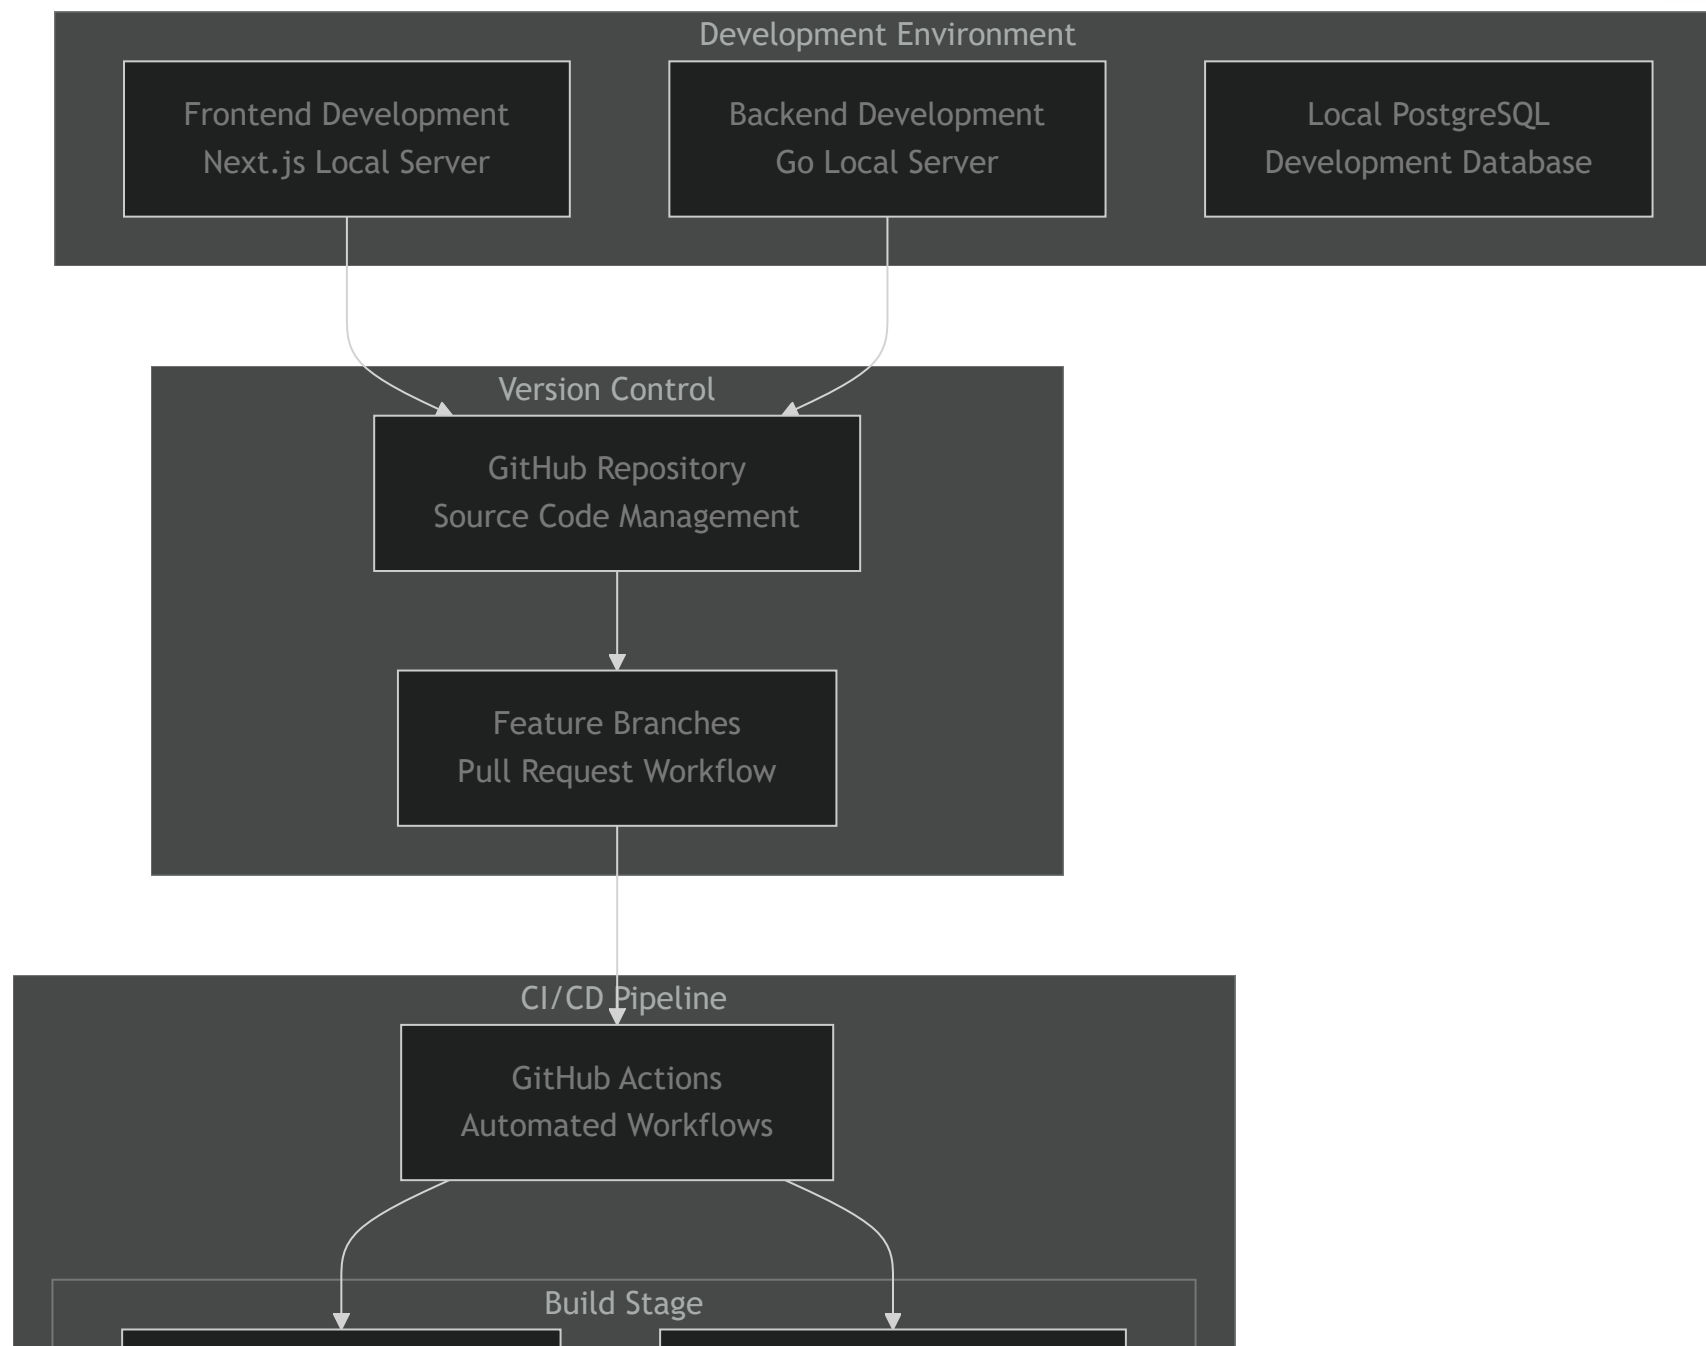 Development Environment
Frontend Development
Next.js Local Server
Backend Development
Go Local Server
Local PostgreSQL
Development Database
Version Control
GitHub Repository
Source Code Management
Feature Branches
Pull Request Workflow
CI/CD Pipeline
GitHub Actions
Automated Workflows
Build Stage